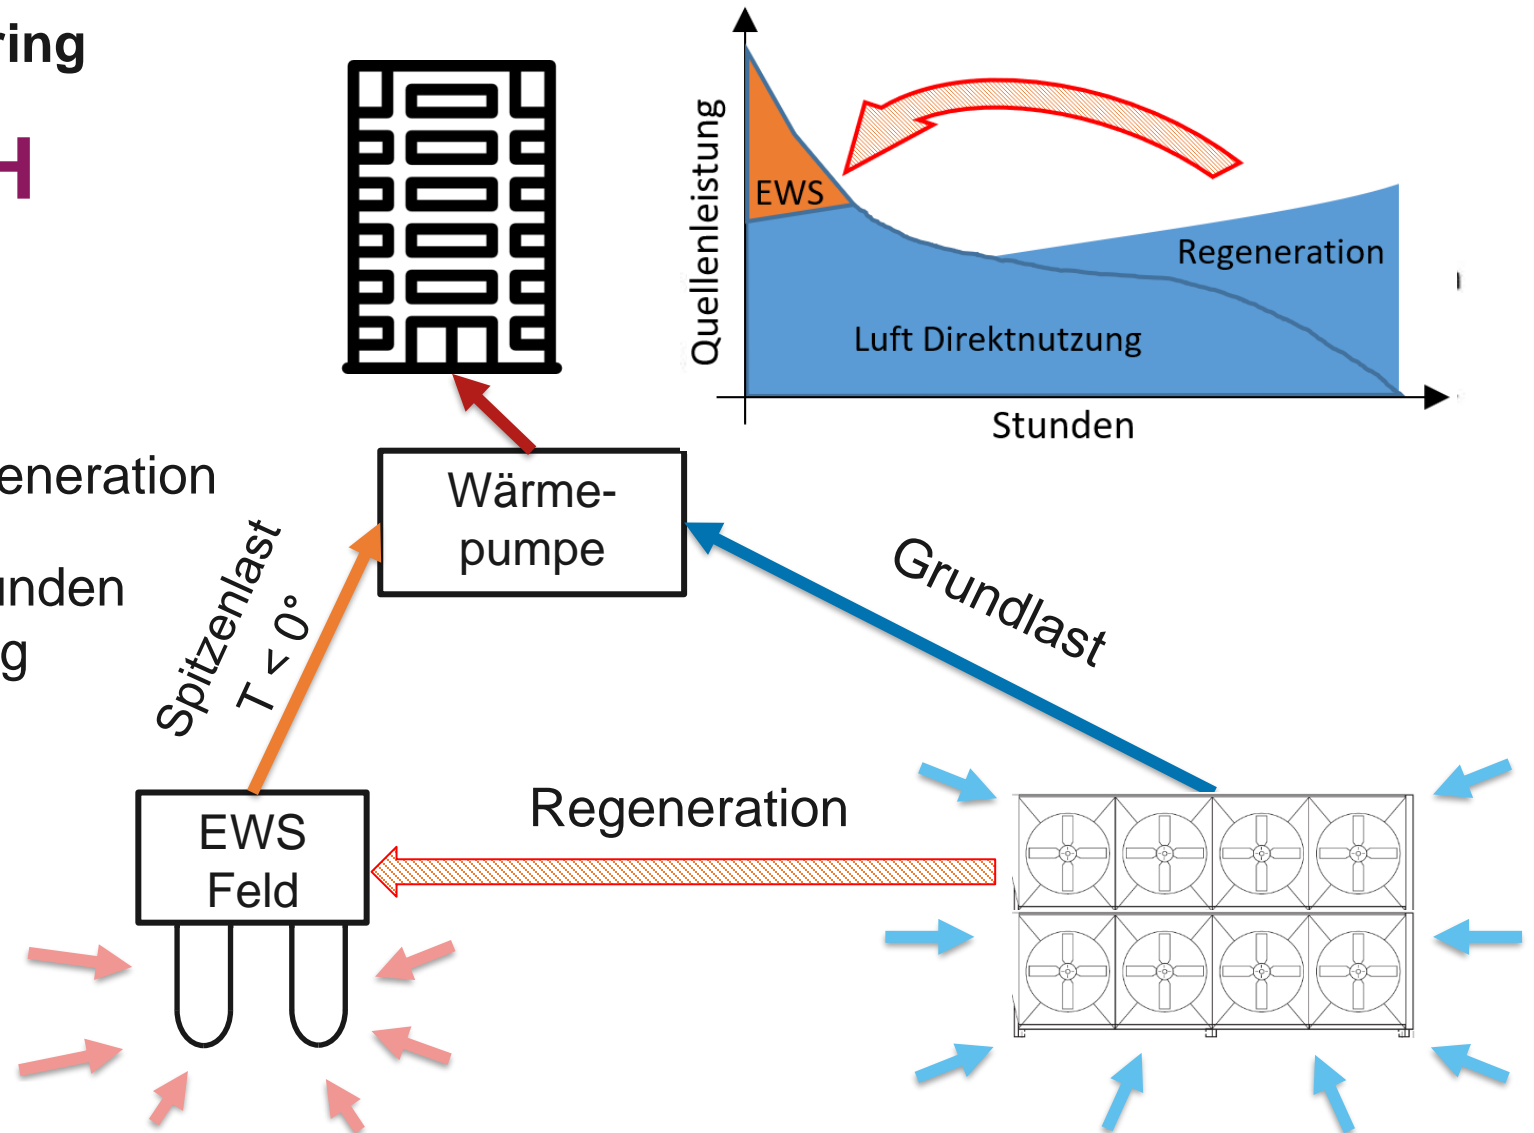 ring
H
Quellenleistung
EWS
Regeneration
Luft Direktnutzung
Stunden
eneration
unden
g
Wärme-
pumpe
Spitzenlast
T < 0°
Grundlast
Regeneration
EWS
Feld